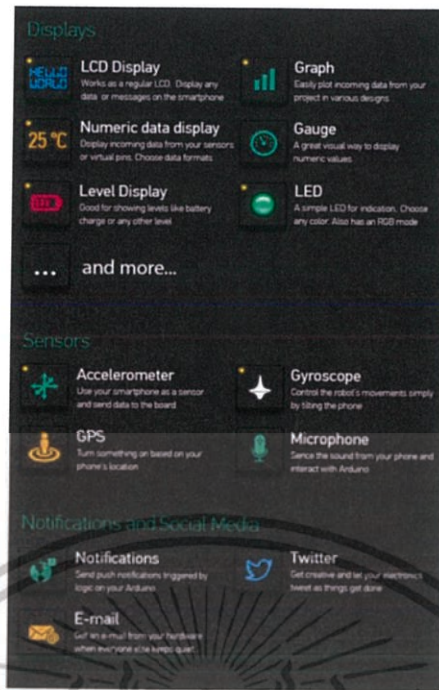 Displays
HELLO
WORLD
LCD Display
Works as a regular LCD. Display any
data or messages on the smartphone
Graph
Easily plot incoming data from your
project in various designs
25 °C
Numeric data display
Display incoming data from your sensors
or virtual pins. Choose data formats
Gauge
A great visual way to display
numeric values
Level Display
Good for showing levels like battery
charge or any other level
LED
A simple LED for indication. Choose
any color. Also has an RGB mode
... and more...
Sensors
Accelerometer
Use your smartphone as a sensor
and send data to the board
Gyroscope
Control the robot's movements simply
by tilting the phone
GPS
Turn something on based on your
phone's location
Microphone
Sence the sound from your phone and
interact with Arduino
Notifications and Social Media
Notifications
Send push notifications triggered by
logic on your Arduino
Twitter
Get creative and let your electronics
tweet as things get done
E-mail
Get an e-mail from your hardware
when everyone else keeps quiet